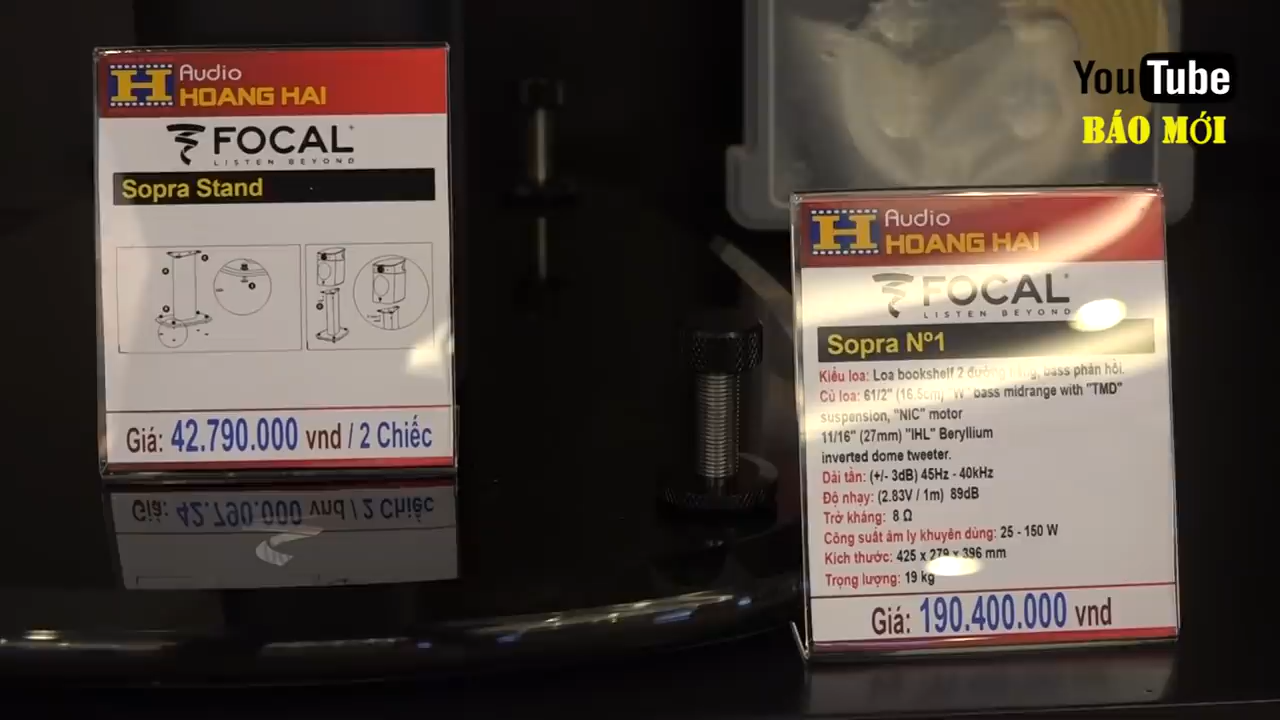 Audio
HOANG HAI
FOCAL
LISTEN BEYOND
Sopra Stand
Giá: 42.790.000 vnd / 2 Chiếc
YouTube
BÁO MỚI
Audio
HOANG HAI
FOCAL
LISTEN BEYOND
Sopra Nº1
Kiểu loa: Loa bookshelf 2 đường tiếng, bass phản hồi.
Củ loa: 61/2" (16.5cm) "W" bass midrange with "TMD"
suspension, "NIC" motor
11/16" (27mm) "IHL" Beryllium
inverted dome tweeter.
Dải tần: (+/- 3dB) 45Hz - 40kHz
Độ nhạy: (2.83V / 1m) 89dB
Trở kháng: 8 Ω
Công suất âm ly khuyên dùng: 25 - 150 W
Kích thước: 425 x 279 x 396 mm
Trọng lượng: 19 kg
Giá: 190.400.000 vnd